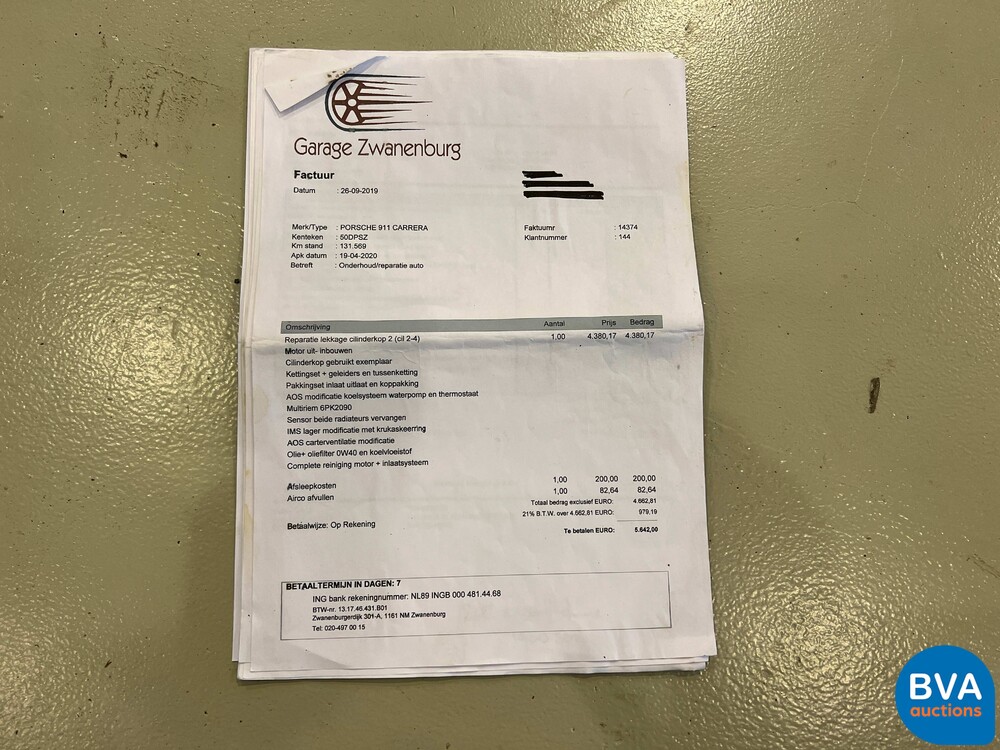 Garage Zwanenburg
Factuur
Datum : 26-09-2019
Merk/Type : PORSCHE 911 CARRERA
Kenteken : 50DPSZ
Km stand : 131.569
Apk datum : 19-04-2020
Betreft : Onderhoud/reparatie auto
Faktuurnr : 14374
Klantnummer : 144
Omschrijving Aantal Prijs Bedrag
Reparatie lekkage cilinderkop 2 (cil 2-4) 1,00 4.380,17 4.380,17
Motor uit- inbouwen
Cilinderkop gebruikt exemplaar
Kettingset + geleiders en tussenketting
Pakkingset inlaat uitlaat en koppakking
AOS modificatie koelsysteem waterpomp en thermostaat
Multiriem 6PK2090
Sensor beide radiateurs vervangen
IMS lager modificatie met krukaskeerring
AOS carterventilatie modificatie
Olie+ oliefilter 0W40 en koelvloeistof
Complete reiniging motor + inlaatsysteem
Afsleepkosten 1,00 200,00 200,00
Airco afvullen 1,00 82,64 82,64
Totaal bedrag exclusief EURO: 4.662,81
21% B.T.W. over 4.662,81 EURO: 979,19
Betaalwijze: Op Rekening
Te betalen EURO: 5.642,00
BETAALTERMIJN IN DAGEN: 7
ING bank rekeningnummer: NL89 INGB 000 481.44.68
BTW-nr. 13.17.46.431.B01
Zwanenburgerdijk 301-A, 1161 NM Zwanenburg
Tel: 020-497 00 15
BVA
auctions